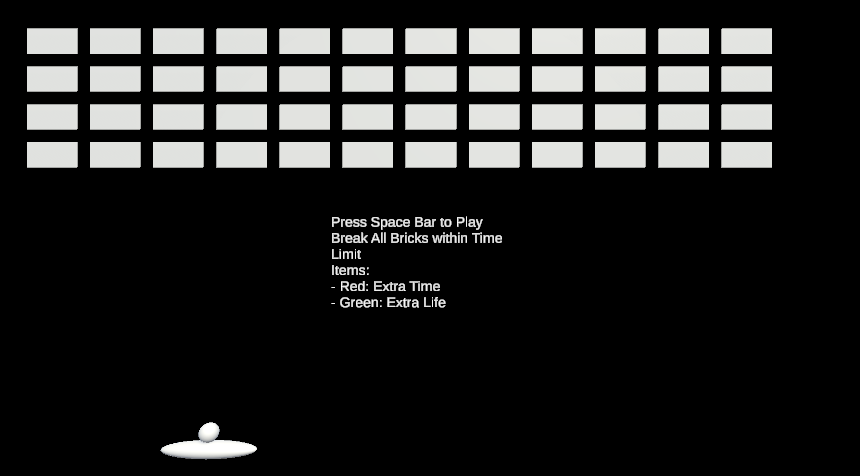 Press Space Bar to Play
Break All Bricks within Time
Limit
Items:
- Red: Extra Time
- Green: Extra Life